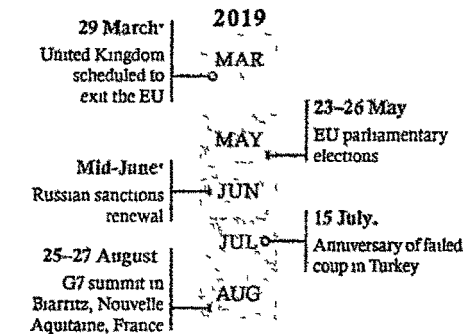 2019
29 March:
United Kingdom
scheduled to
exit the EU
MAR
23–26 May
EU parliamentary
elections
MAY
Mid-June:
Russian sanctions
renewal
JUN
15 July.
Anniversary of failed
coup in Turkey
JUL
25–27 August
G7 summit in
Biarritz, Nouvelle
Aquitaine, France
AUG